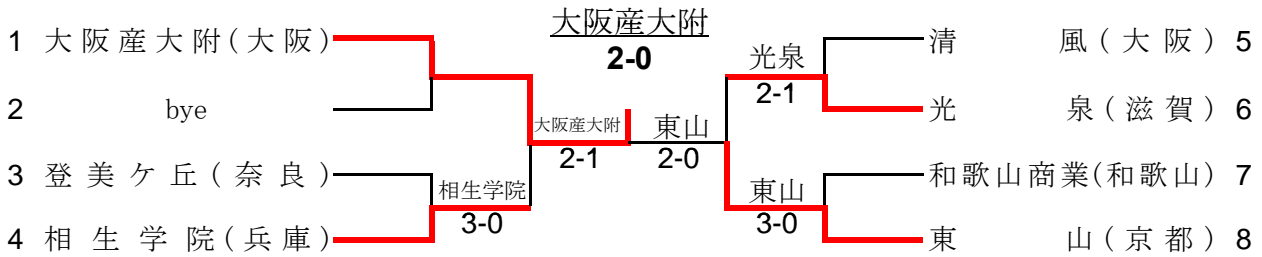 大阪産大附
2-0
1 大阪産大附(大阪)
2 bye
3 登美ケ丘(奈良)
4 相生学院(兵庫)
相生学院
3-0
大阪産大附
2-1
東山
2-0
光泉
2-1
東山
3-0
清風(大阪) 5
光泉(滋賀) 6
和歌山商業(和歌山) 7
東山(京都) 8